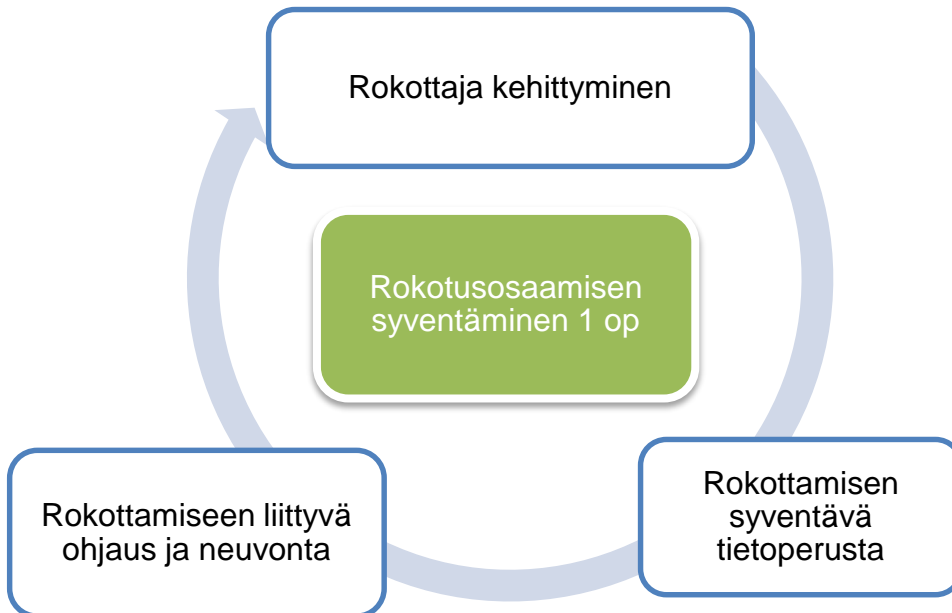 Rokottaja kehittyminen
Rokotusosaamisen
syventäminen 1 op
Rokottamiseen liittyvä
ohjaus ja neuvonta
Rokottamisen
syventävä
tietoperusta